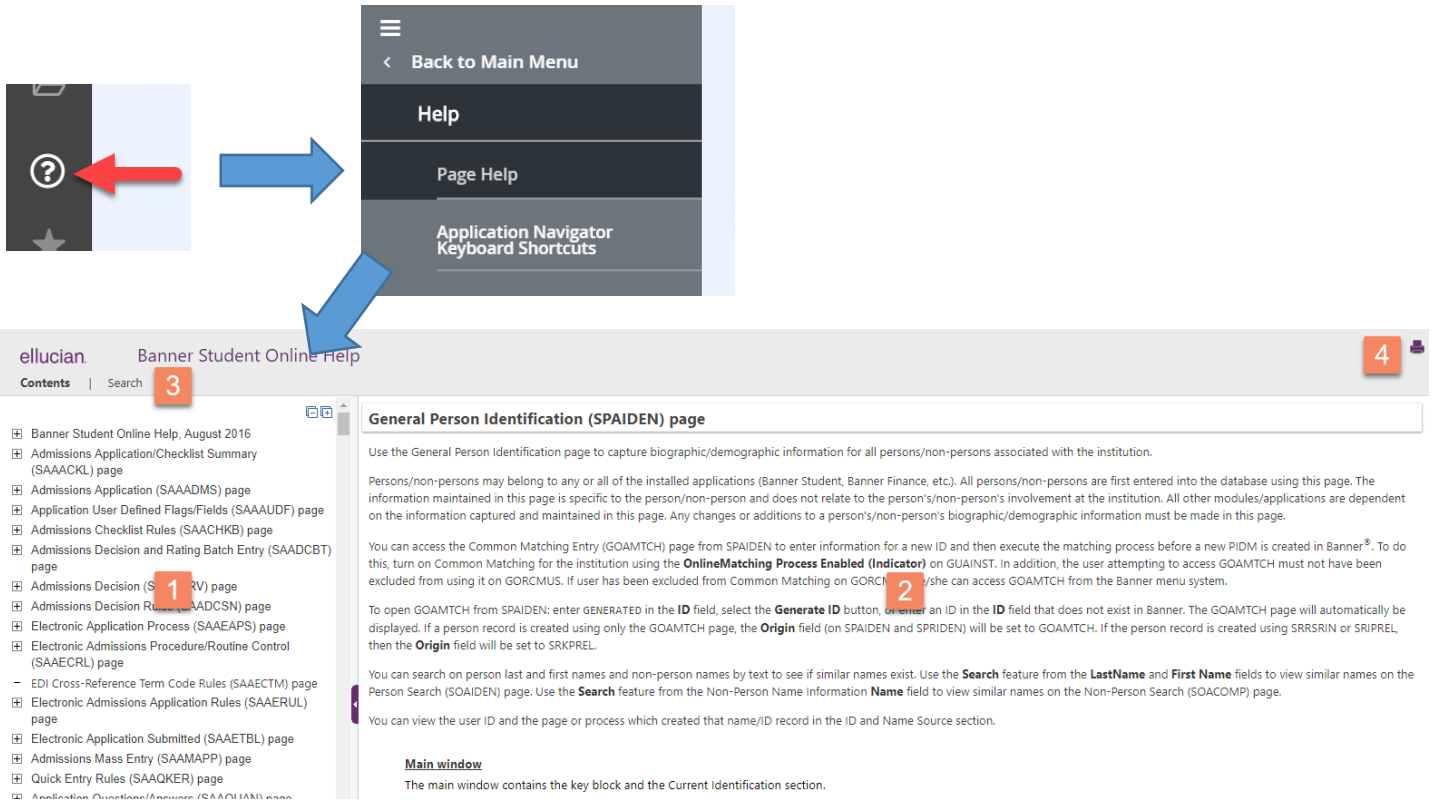 Back to Main Menu
Help
Page Help
Application Navigator
Keyboard Shortcuts
ellucian.
Banner Student Online Help
4
Contents | Search
3
Banner Student Online Help, August 2016
Admissions Application/Checklist Summary
(SAAACKL) page
Admissions Application (SAAADMS) page
Application User Defined Flags/Fields (SAAAUDF) page
Admissions Checklist Rules (SAACHKB) page
Admissions Decision and Rating Batch Entry (SAADCBT)
page
Admissions Decision (S RV) page
Admissions Decision Ru AADCSN) page
1
Electronic Application Process (SAAEAPS) page
Electronic Admissions Procedure/Routine Control
(SAAECRL) page
EDI Cross-Reference Term Code Rules (SAAECTM) page
Electronic Admissions Application Rules (SAAERUL)
page
Electronic Application Submitted (SAAETBL) page
Admissions Mass Entry (SAAMAPP) page
Quick Entry Rules (SAAQKER) page
Application Questions/Answers (SAAQUAN) page
General Person Identification (SPAIDEN) page
Use the General Person Identification page to capture biographic/demographic information for all persons/non-persons associated with the institution.
Persons/non-persons may belong to any or all of the installed applications (Banner Student, Banner Finance, etc.). All persons/non-persons are first entered into the database using this page. The
information maintained in this page is specific to the person/non-person and does not relate to the person's/non-person's involvement at the institution. All other modules/applications are dependent
on the information captured and maintained in this page. Any changes or additions to a person's/non-person's biographic/demographic information must be made in this page.
You can access the Common Matching Entry (GOAMTCH) page from SPAIDEN to enter information for a new ID and then execute the matching process before a new PIDM is created in Banner®. To do
this, turn on Common Matching for the institution using the OnlineMatching Process Enabled (Indicator) on GUAINST. In addition, the user attempting to access GOAMTCH must not have been
excluded from using it on GORCMUS. If user has been excluded from Common Matching on GORCM /she can access GOAMTCH from the Banner menu system.
2
To open GOAMTCH from SPAIDEN: enter GENERATED in the ID field, select the Generate ID button, or enter an ID in the ID field that does not exist in Banner. The GOAMTCH page will automatically be
displayed. If a person record is created using only the GOAMTCH page, the Origin field (on SPAIDEN and SPRIDEN) will be set to GOAMTCH. If the person record is created using SRRSRIN or SRIPREL,
then the Origin field will be set to SRKPREL.
You can search on person last and first names and non-person names by text to see if similar names exist. Use the Search feature from the LastName and First Name fields to view similar names on the
Person Search (SOAIDEN) page. Use the Search feature from the Non-Person Name Information Name field to view similar names on the Non-Person Search (SOACOMP) page.
You can view the user ID and the page or process which created that name/ID record in the ID and Name Source section.
Main window
The main window contains the key block and the Current Identification section.